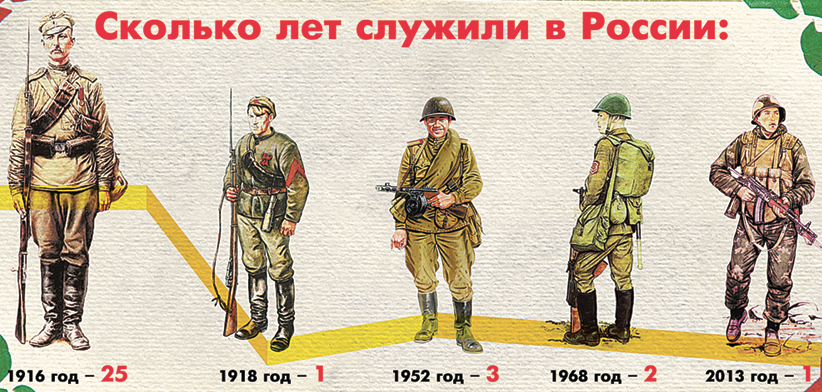 Сколько лет служили в России:
1916 год – 25
1918 год – 1
1952 год – 3
1968 год – 2
2013 год – 1